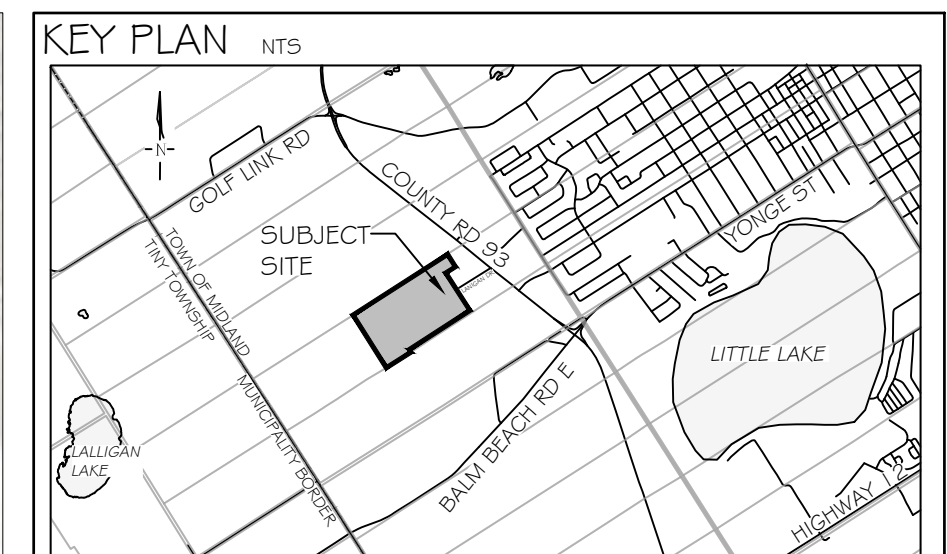 KEY PLAN NTS
N
GOLF LINK RD
COUNTY RD 93
YONGE ST
SUBJECT
SITE
TOWN OF MIDLAND
TINY TOWNSHIP
MUNICIPALITY BORDER
LITTLE LAKE
BALM BEACH RD E
LALLIGAN
LAKE
HIGHWAY 12